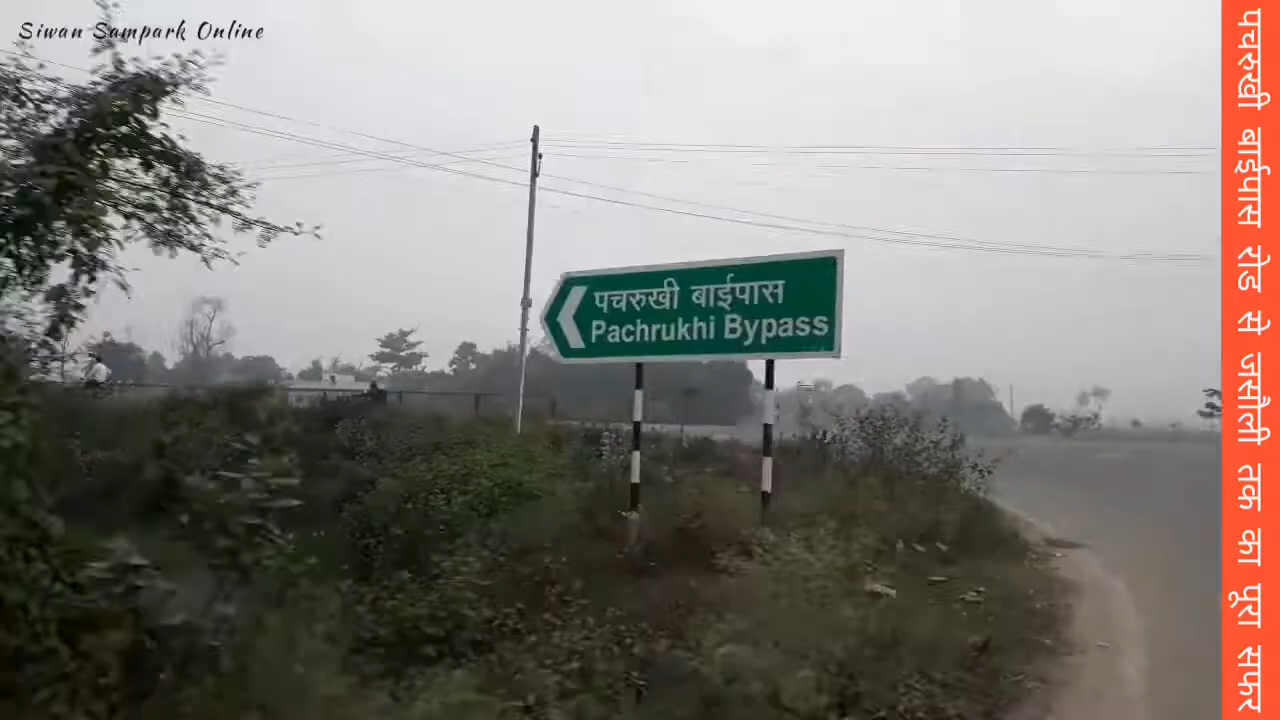 Siwan Sampark Online
पचरुखी बाईपास
Pachrukhi Bypass
पचरुखी बाईपास रोड से जसौली तक का पूरा सफर